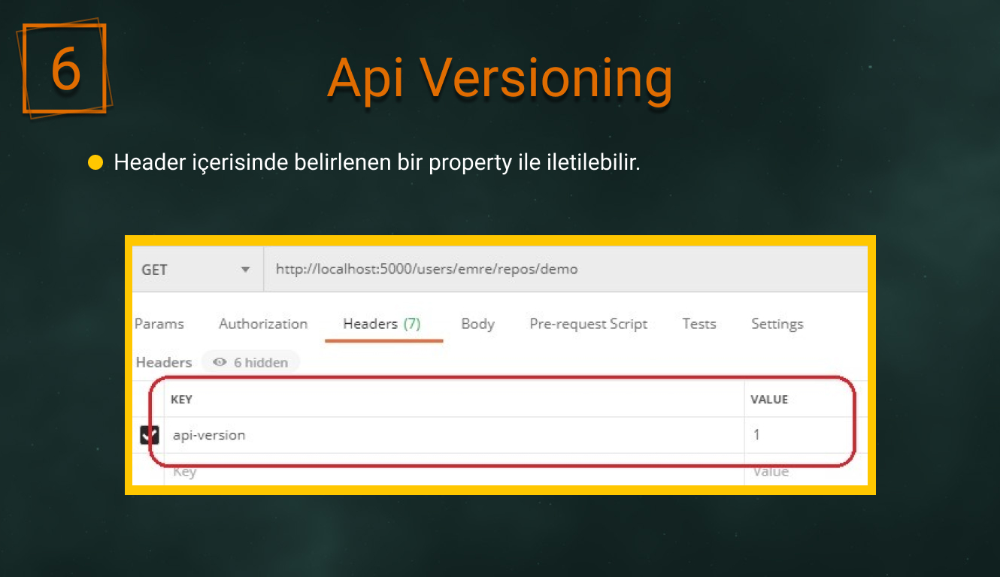 6
Api Versioning
Header içerisinde belirlenen bir property ile iletilebilir.
GET http://localhost:5000/users/emre/repos/demo
Params Authorization Headers (7) Body Pre-request Script Tests Settings
Headers 6 hidden
KEY VALUE
api-version 1
Key Value